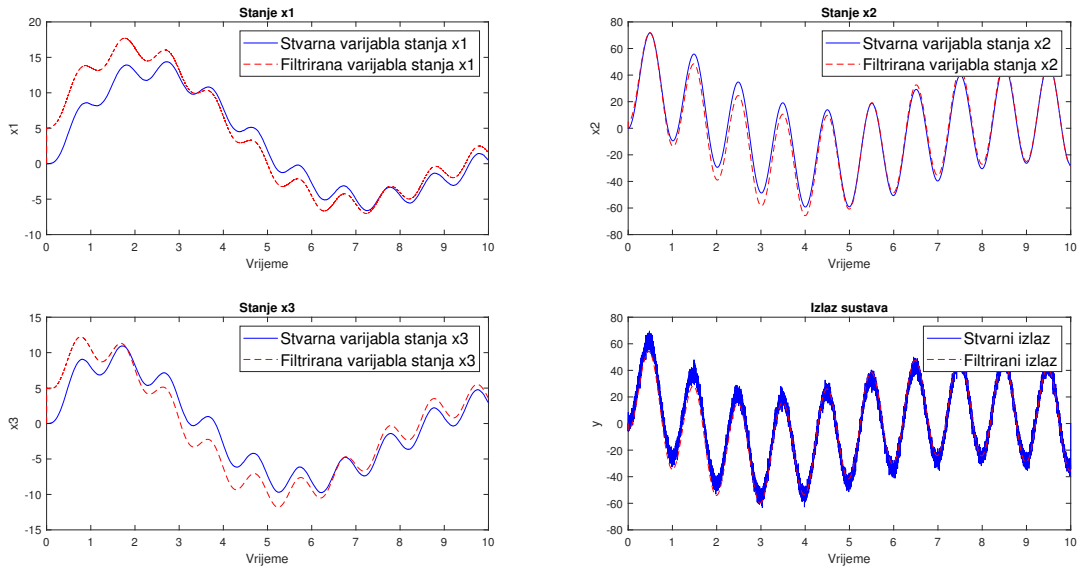 Stanje x1
20
15
10
5
0
-5
-10
x1
0 1 2 3 4 5 6 7 8 9 10
Vrijeme
Stvarna varijabla stanja x1
Filtrirana varijabla stanja x1
Stanje x2
80
60
40
20
0
-20
-40
-60
-80
x2
0 1 2 3 4 5 6 7 8 9 10
Vrijeme
Stvarna varijabla stanja x2
Filtrirana varijabla stanja x2
Stanje x3
15
10
5
0
-5
-10
-15
x3
0 1 2 3 4 5 6 7 8 9 10
Vrijeme
Stvarna varijabla stanja x3
Filtrirana varijabla stanja x3
Izlaz sustava
80
60
40
20
0
-20
-40
-60
-80
y
0 1 2 3 4 5 6 7 8 9 10
Vrijeme
Stvarni izlaz
Filtrirani izlaz